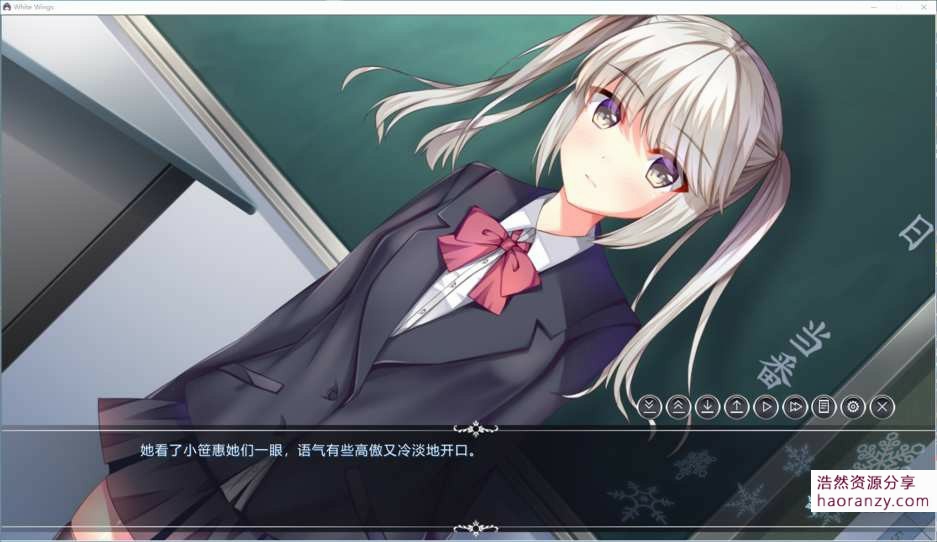 White Wings
日
当
番
她看了小笹惠她们一眼，语气有些高傲又冷淡地开口。
浩然资源分享
haoranzy.com